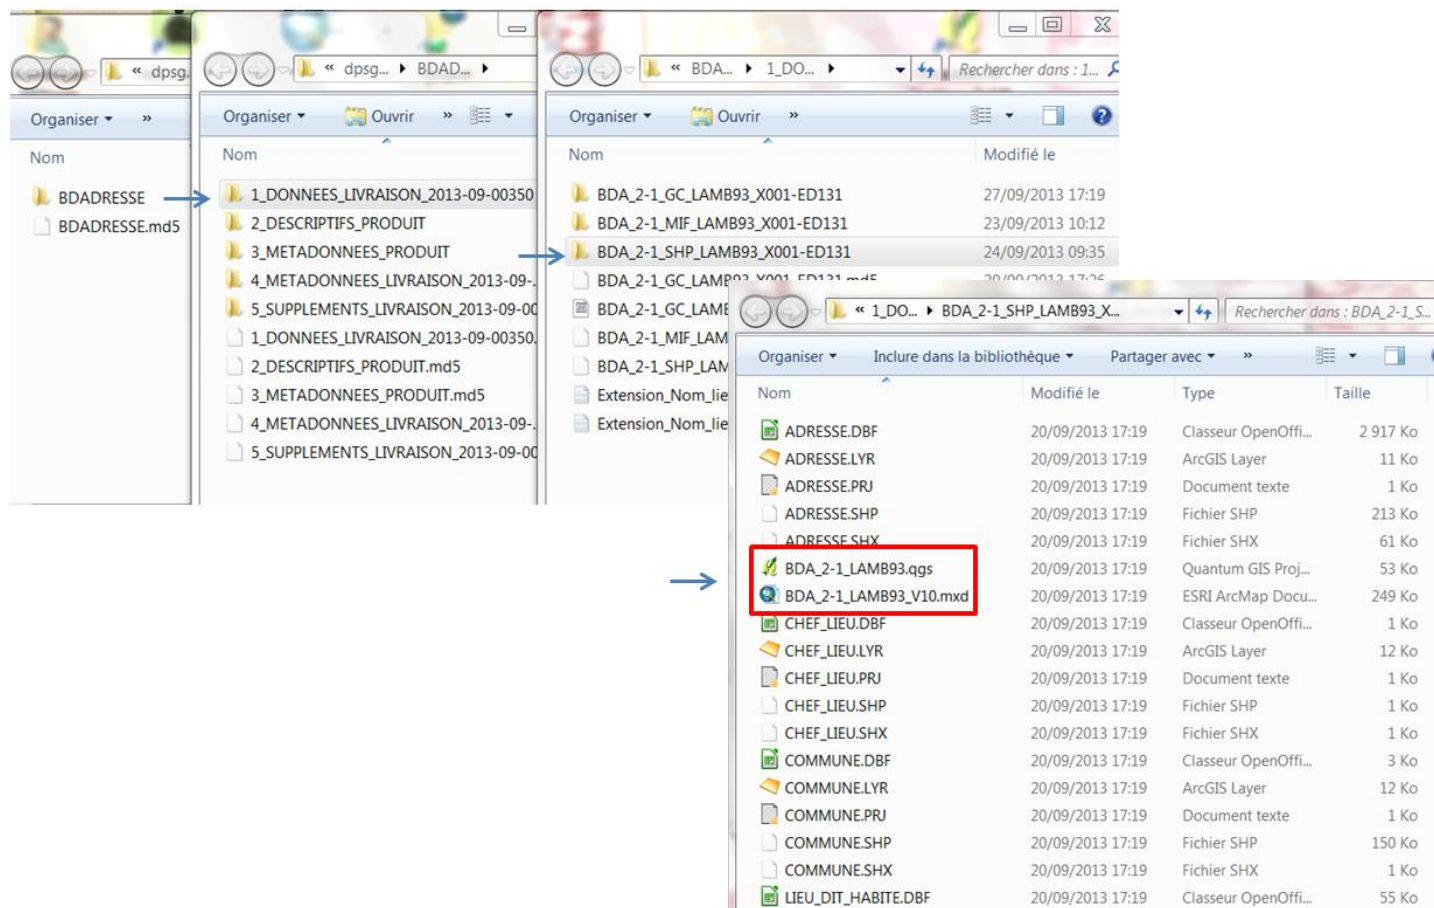 « dpsg.
Organiser »
Nom
BDADRESSE
BDADRESSE.md5
« dpsg... BDAD...
Organiser Ouvrir »
Nom
1_DONNEES_LIVRAISON_2013-09-00350
2_DESCRIPTIFS_PRODUIT
3_METADONNEES_PRODUIT
4_METADONNEES_LIVRAISON_2013-09-..
5_SUPPLEMENTS_LIVRAISON_2013-09-00
1_DONNEES_LIVRAISON_2013-09-00350.
2_DESCRIPTIFS_PRODUIT.md5
3_METADONNEES_PRODUIT.md5
4_METADONNEES_LIVRAISON_2013-09-..
5_SUPPLEMENTS_LIVRAISON_2013-09-00
« BDA... 1_DO... Rechercher dans : 1...
Organiser Ouvrir »
Nom Modifié le
BDA_2-1_GC_LAMB93_X001-ED131 27/09/2013 17:19
BDA_2-1_MIF_LAMB93_X001-ED131 23/09/2013 10:12
BDA_2-1_SHP_LAMB93_X001-ED131 24/09/2013 09:35
BDA_2-1_GC_LAMB93_X001-ED131.md5
BDA_2-1_GC_LAME
BDA_2-1_MIF_LAM
BDA_2-1_SHP_LAM
Extension_Nom_lie
Extension_Nom_lie
« 1_DO... BDA_2-1_SHP_LAMB93_X... Rechercher dans : BDA_2-1_S...
Organiser Inclure dans la bibliothèque Partager avec »
Nom Modifié le Type Taille
ADRESSE.DBF 20/09/2013 17:19 Classeur OpenOffi... 2 917 Ko
ADRESSE.LYR 20/09/2013 17:19 ArcGIS Layer 11 Ko
ADRESSE.PRJ 20/09/2013 17:19 Document texte 1 Ko
ADRESSE.SHP 20/09/2013 17:19 Fichier SHP 213 Ko
ADRESSE.SHX 20/09/2013 17:19 Fichier SHX 61 Ko
BDA_2-1_LAMB93.qgs 20/09/2013 17:19 Quantum GIS Proj... 53 Ko
BDA_2-1_LAMB93_V10.mxd 20/09/2013 17:19 ESRI ArcMap Docu... 249 Ko
CHEF_LIEU.DBF 20/09/2013 17:19 Classeur OpenOffi... 1 Ko
CHEF_LIEU.LYR 20/09/2013 17:19 ArcGIS Layer 12 Ko
CHEF_LIEU.PRJ 20/09/2013 17:19 Document texte 1 Ko
CHEF_LIEU.SHP 20/09/2013 17:19 Fichier SHP 1 Ko
CHEF_LIEU.SHX 20/09/2013 17:19 Fichier SHX 1 Ko
COMMUNE.DBF 20/09/2013 17:19 Classeur OpenOffi... 3 Ko
COMMUNE.LYR 20/09/2013 17:19 ArcGIS Layer 12 Ko
COMMUNE.PRJ 20/09/2013 17:19 Document texte 1 Ko
COMMUNE.SHP 20/09/2013 17:19 Fichier SHP 150 Ko
COMMUNE.SHX 20/09/2013 17:19 Fichier SHX 1 Ko
LIEU_DIT_HABITE.DBF 20/09/2013 17:19 Classeur OpenOffi... 55 Ko